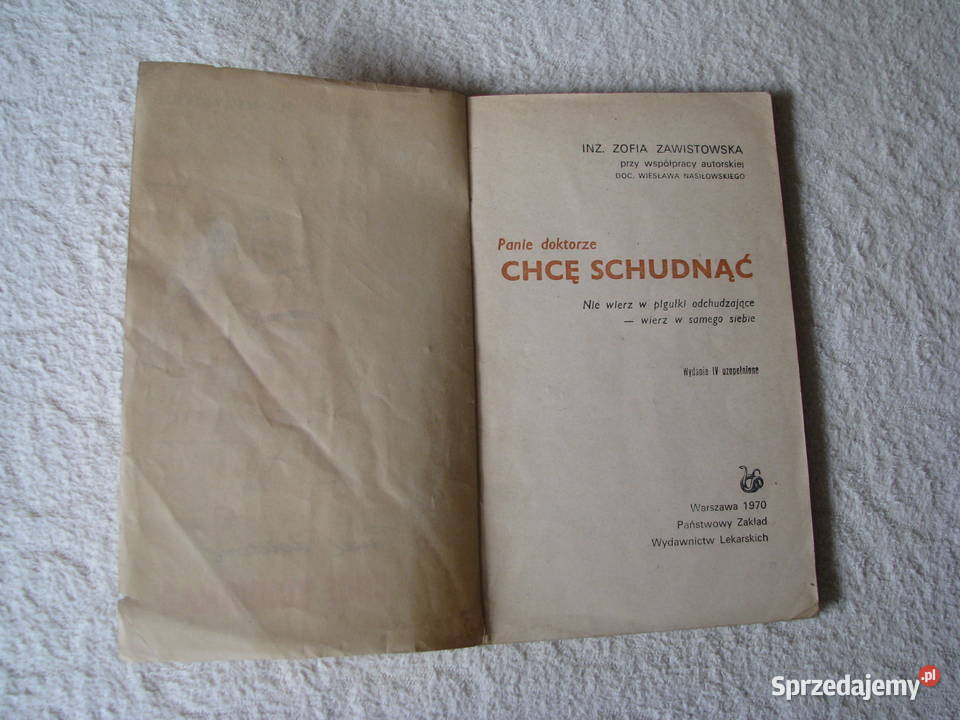 INŻ. ZOFIA ZAWISTOWSKA
przy współpracy autorskiej
DOC. WIESŁAWA NASIŁOWSKIEGO
Panie doktorze
CHCĘ SCHUDNĄĆ
Nie wierz w pigułki odchudzające
— wierz w samego siebie
Wydanie IV uzupełnione
Warszawa 1970
Państwowy Zakład
Wydawnictw Lekarskich
Sprzedajemy.pl